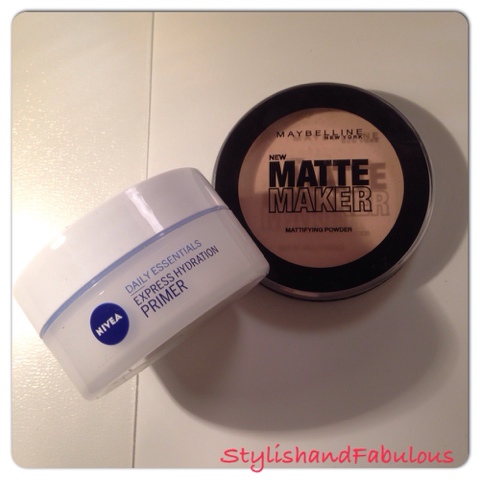 MAYBELLINE
NEW YORK
NEW
MATTE
MAKER
MATTIFYING POWDER
DAILY ESSENTIALS
EXPRESS HYDRATION
PRIMER
NIVEA
StylishandFabulous